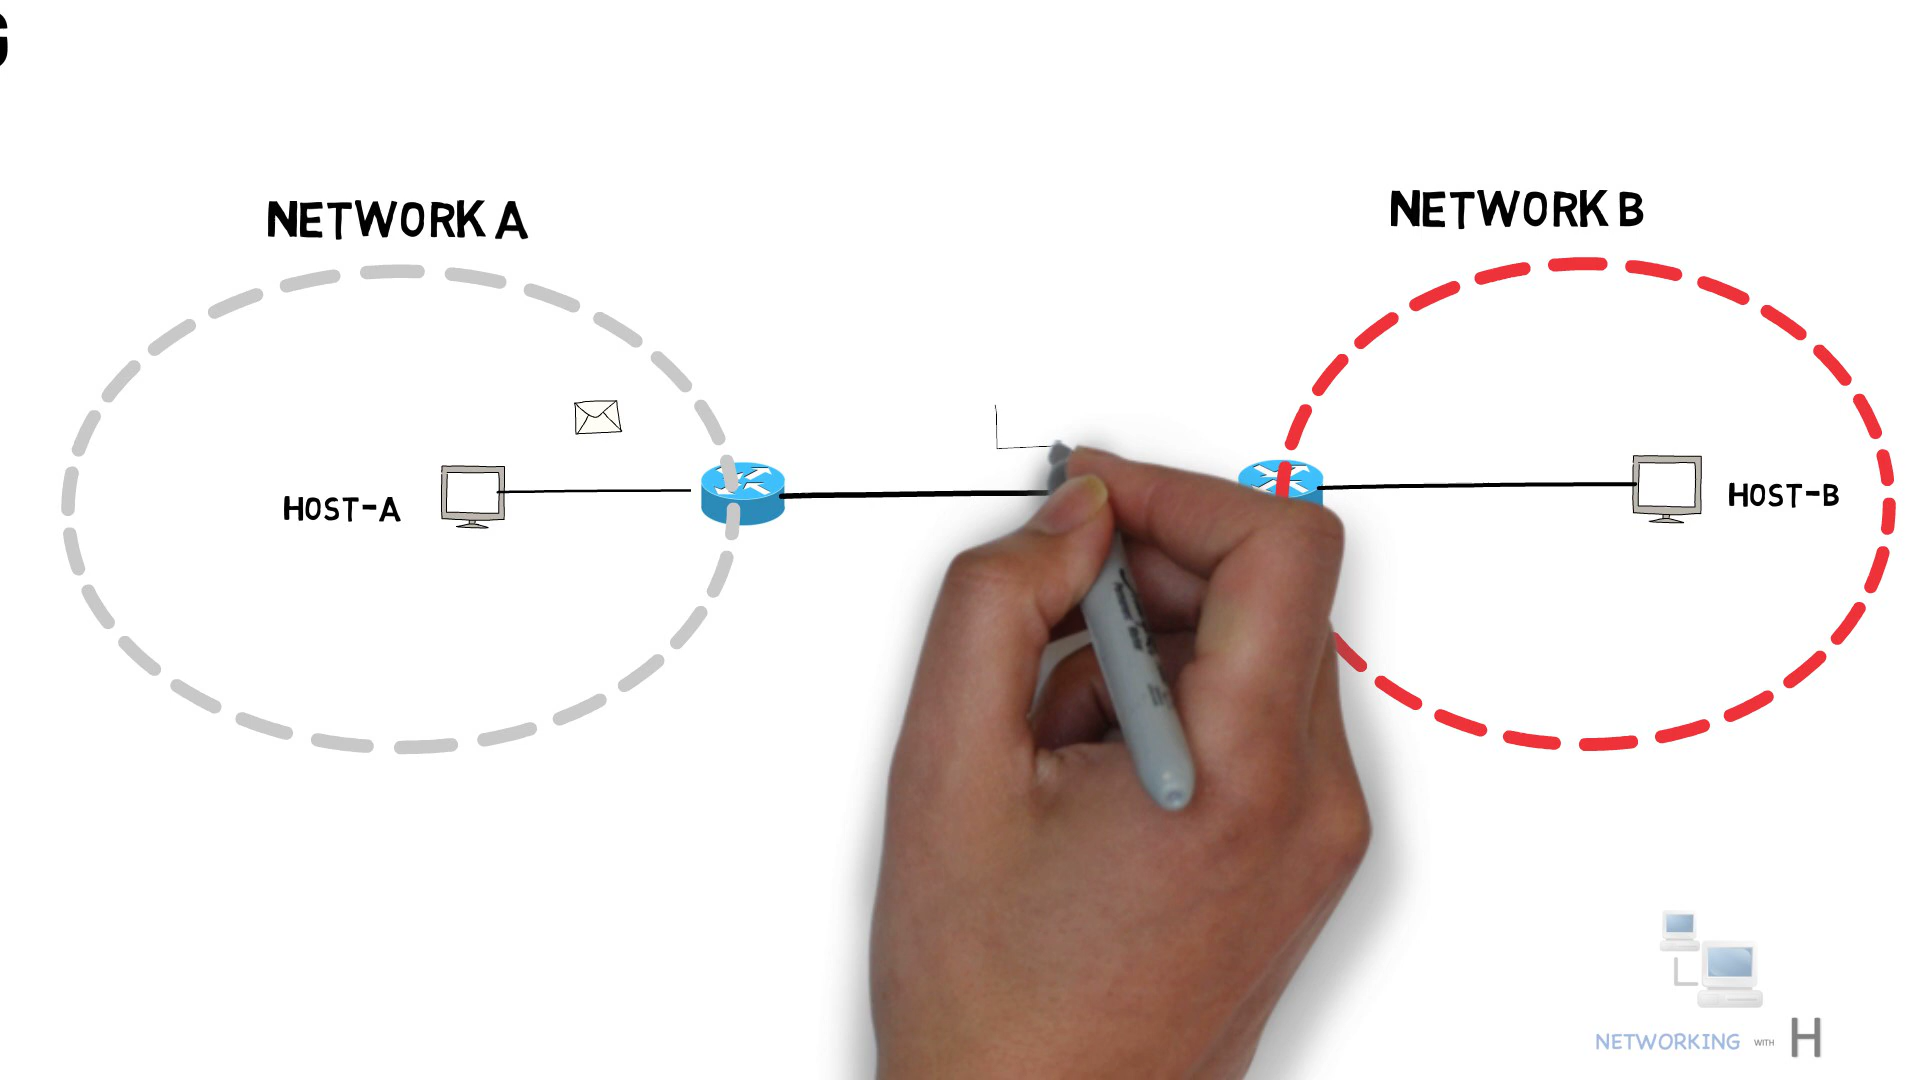 G
NETWORK A
NETWORK B
HOST-A
HOST-B
NETWORKING WITH H